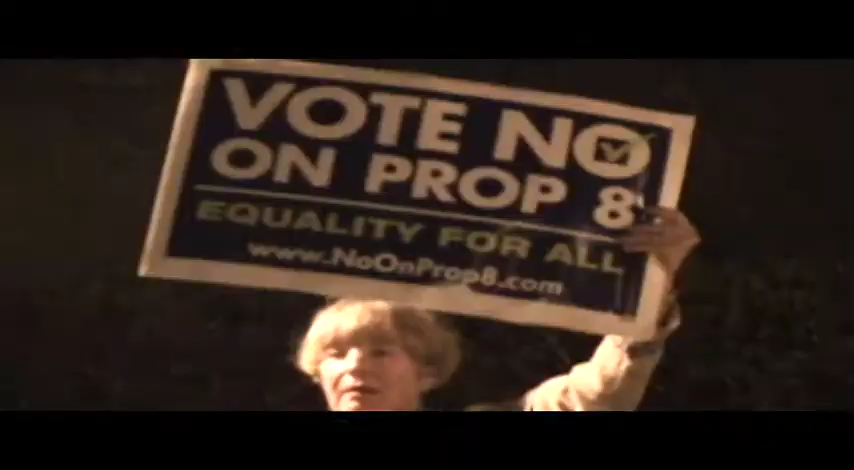 VOTE NO
ON PROP 8
EQUALITY FOR ALL
www.NoOnProp8.com